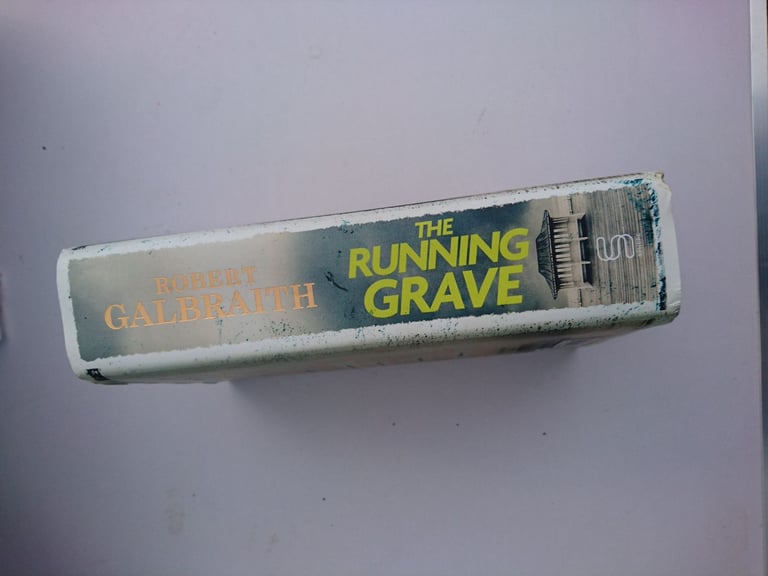 ROBERT
GALBRAITH
THE
RUNNING
GRAVE